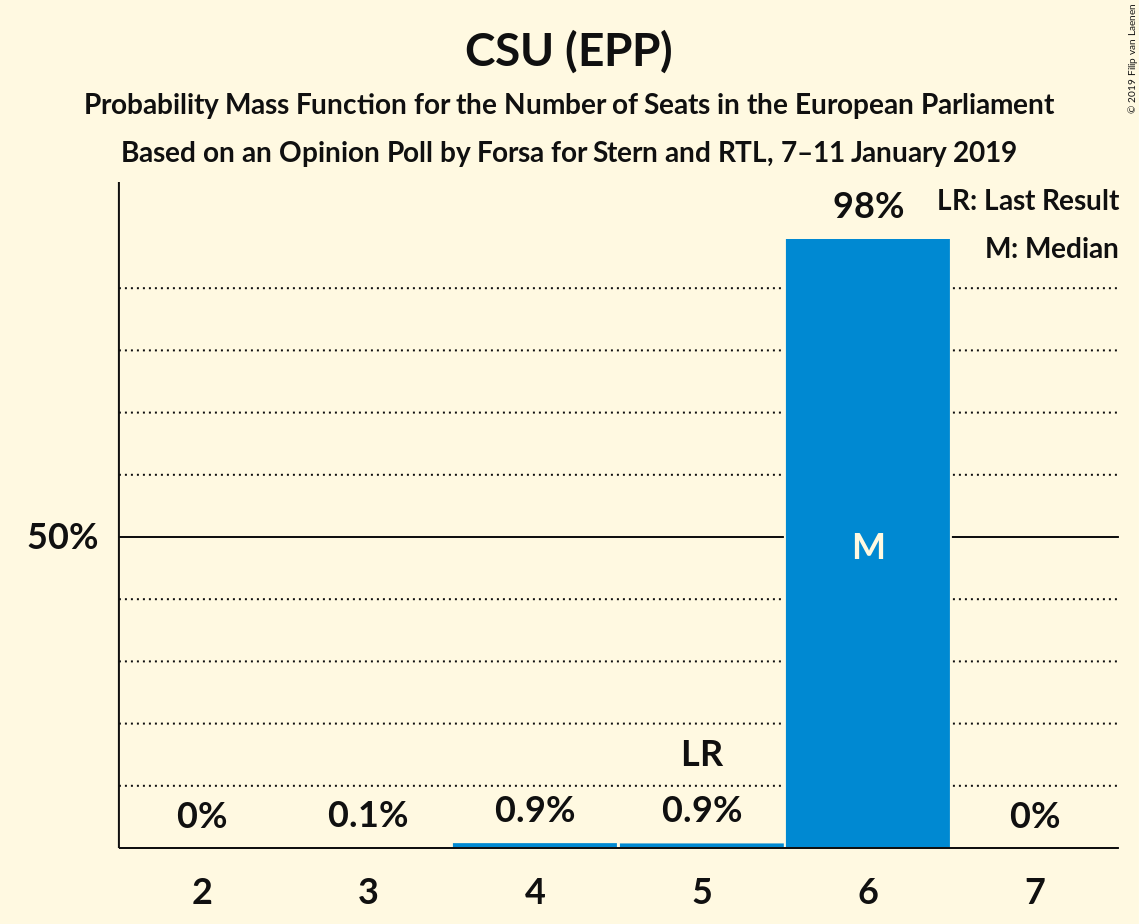 CSU (EPP)
Probability Mass Function for the Number of Seats in the European Parliament
Based on an Opinion Poll by Forsa for Stern and RTL, 7–11 January 2019
© 2019 Filip van Laenen
LR: Last Result
M: Median
98%
50%
M
LR
0%
0.1%
0.9%
0.9%
0%
2
3
4
5
6
7